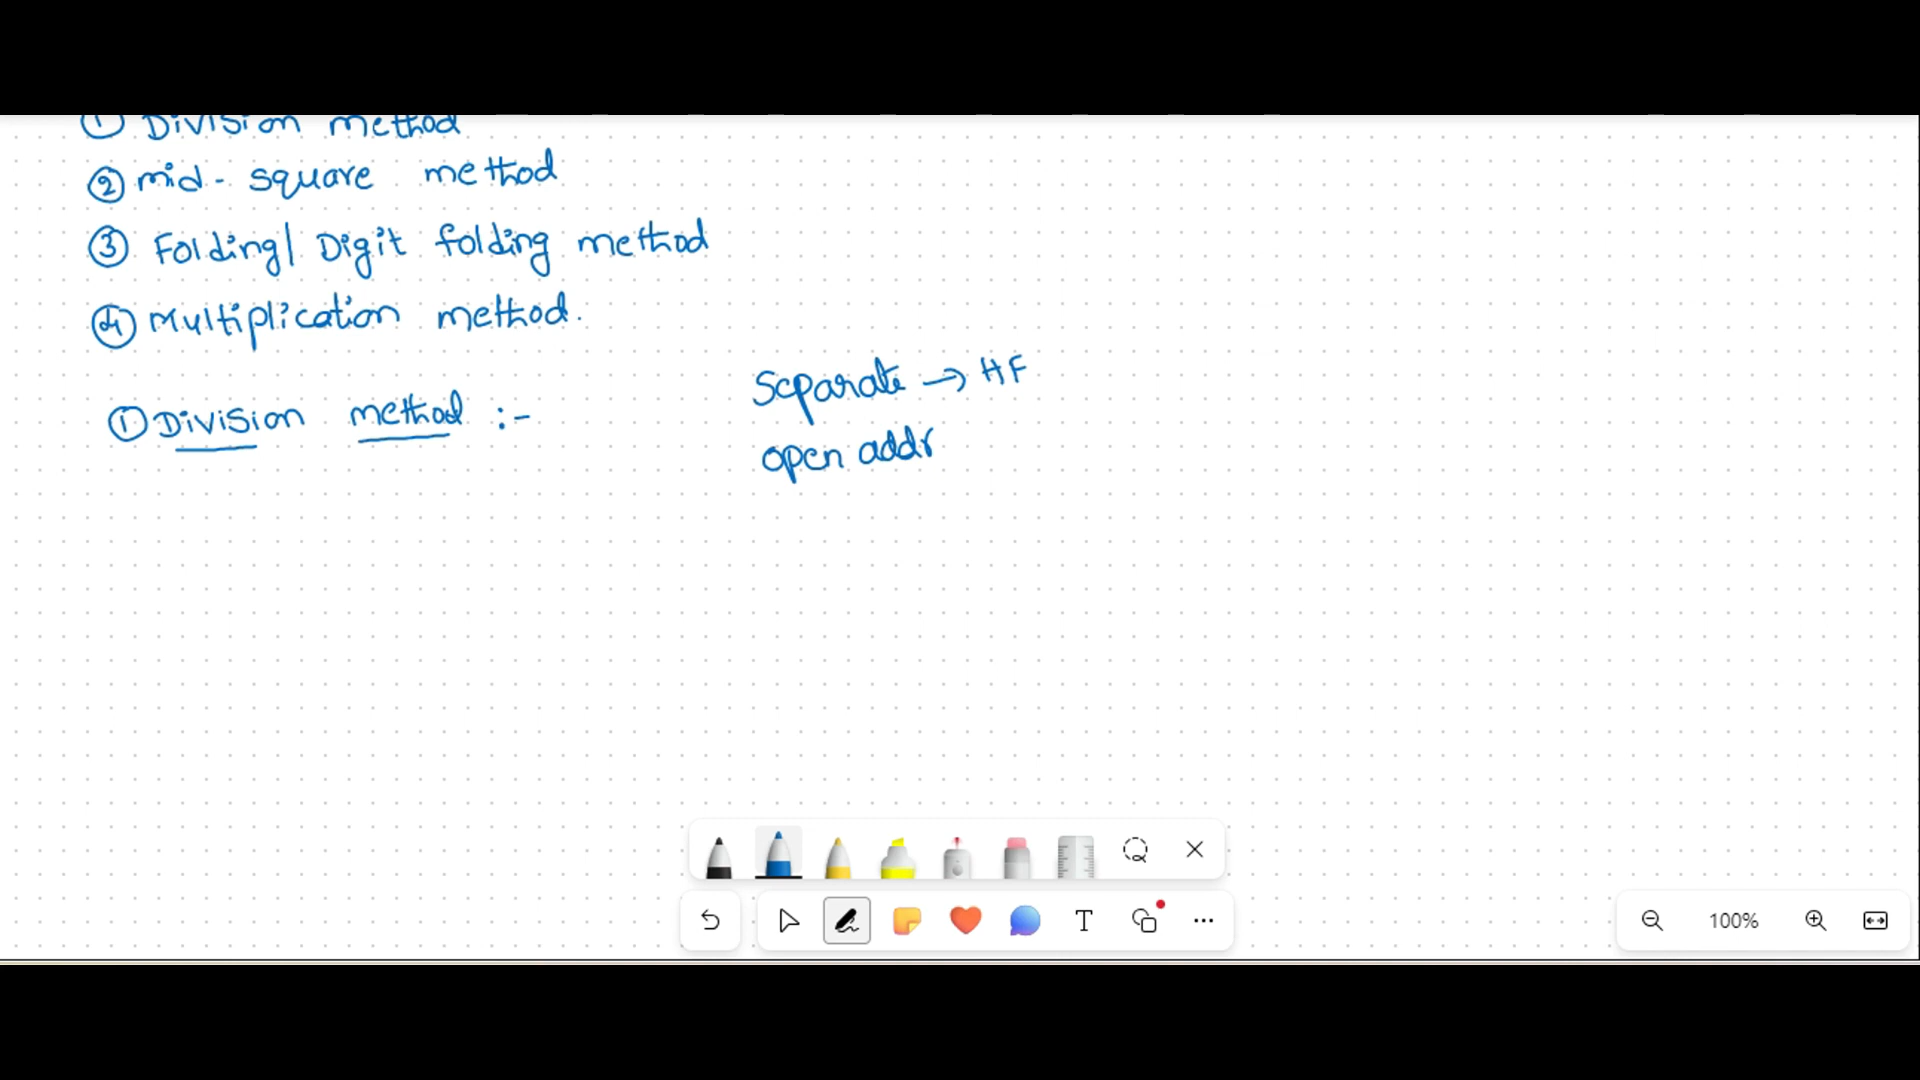 ① Division method
② mid-square method
③ Folding/ Digit folding method
④ Multiplication method.
① Division method :-
Separate → HF
open addr
T
100%